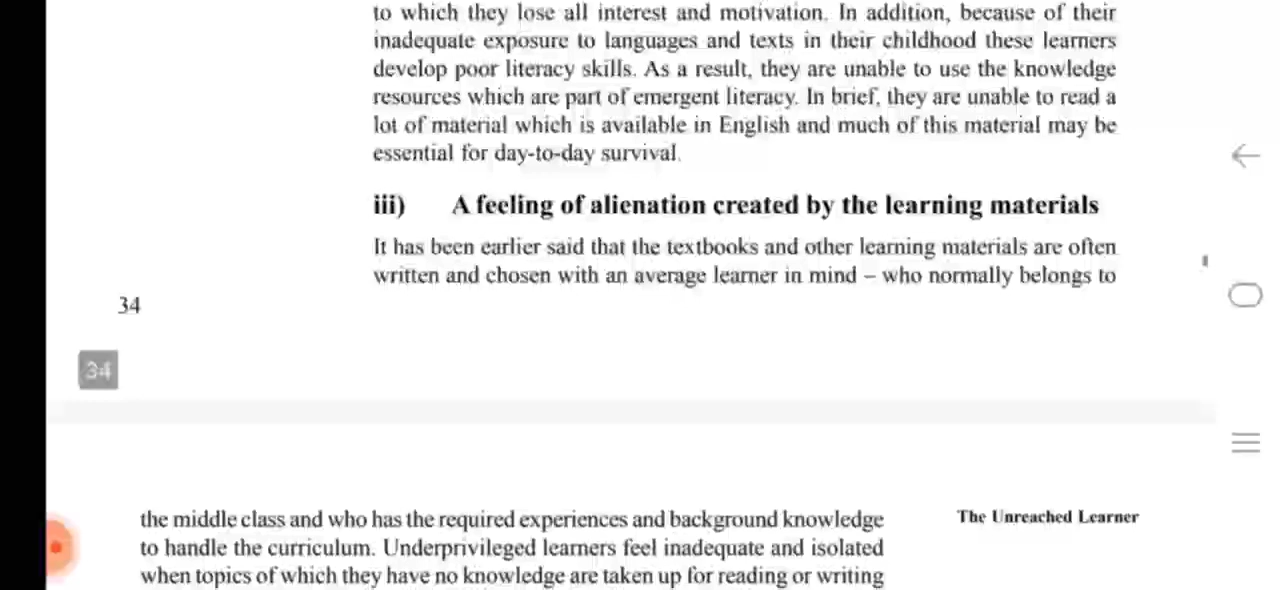 to which they lose all interest and motivation. In addition, because of their
inadequate exposure to languages and texts in their childhood these learners
develop poor literacy skills. As a result, they are unable to use the knowledge
resources which are part of emergent literacy. In brief, they are unable to read a
lot of material which is available in English and much of this material may be
essential for day-to-day survival.
iii) A feeling of alienation created by the learning materials
It has been earlier said that the textbooks and other learning materials are often
written and chosen with an average learner in mind – who normally belongs to
34
34
the middle class and who has the required experiences and background knowledge
The Unreached Learner
to handle the curriculum. Underprivileged learners feel inadequate and isolated
when topics of which they have no knowledge are taken up for reading or writing